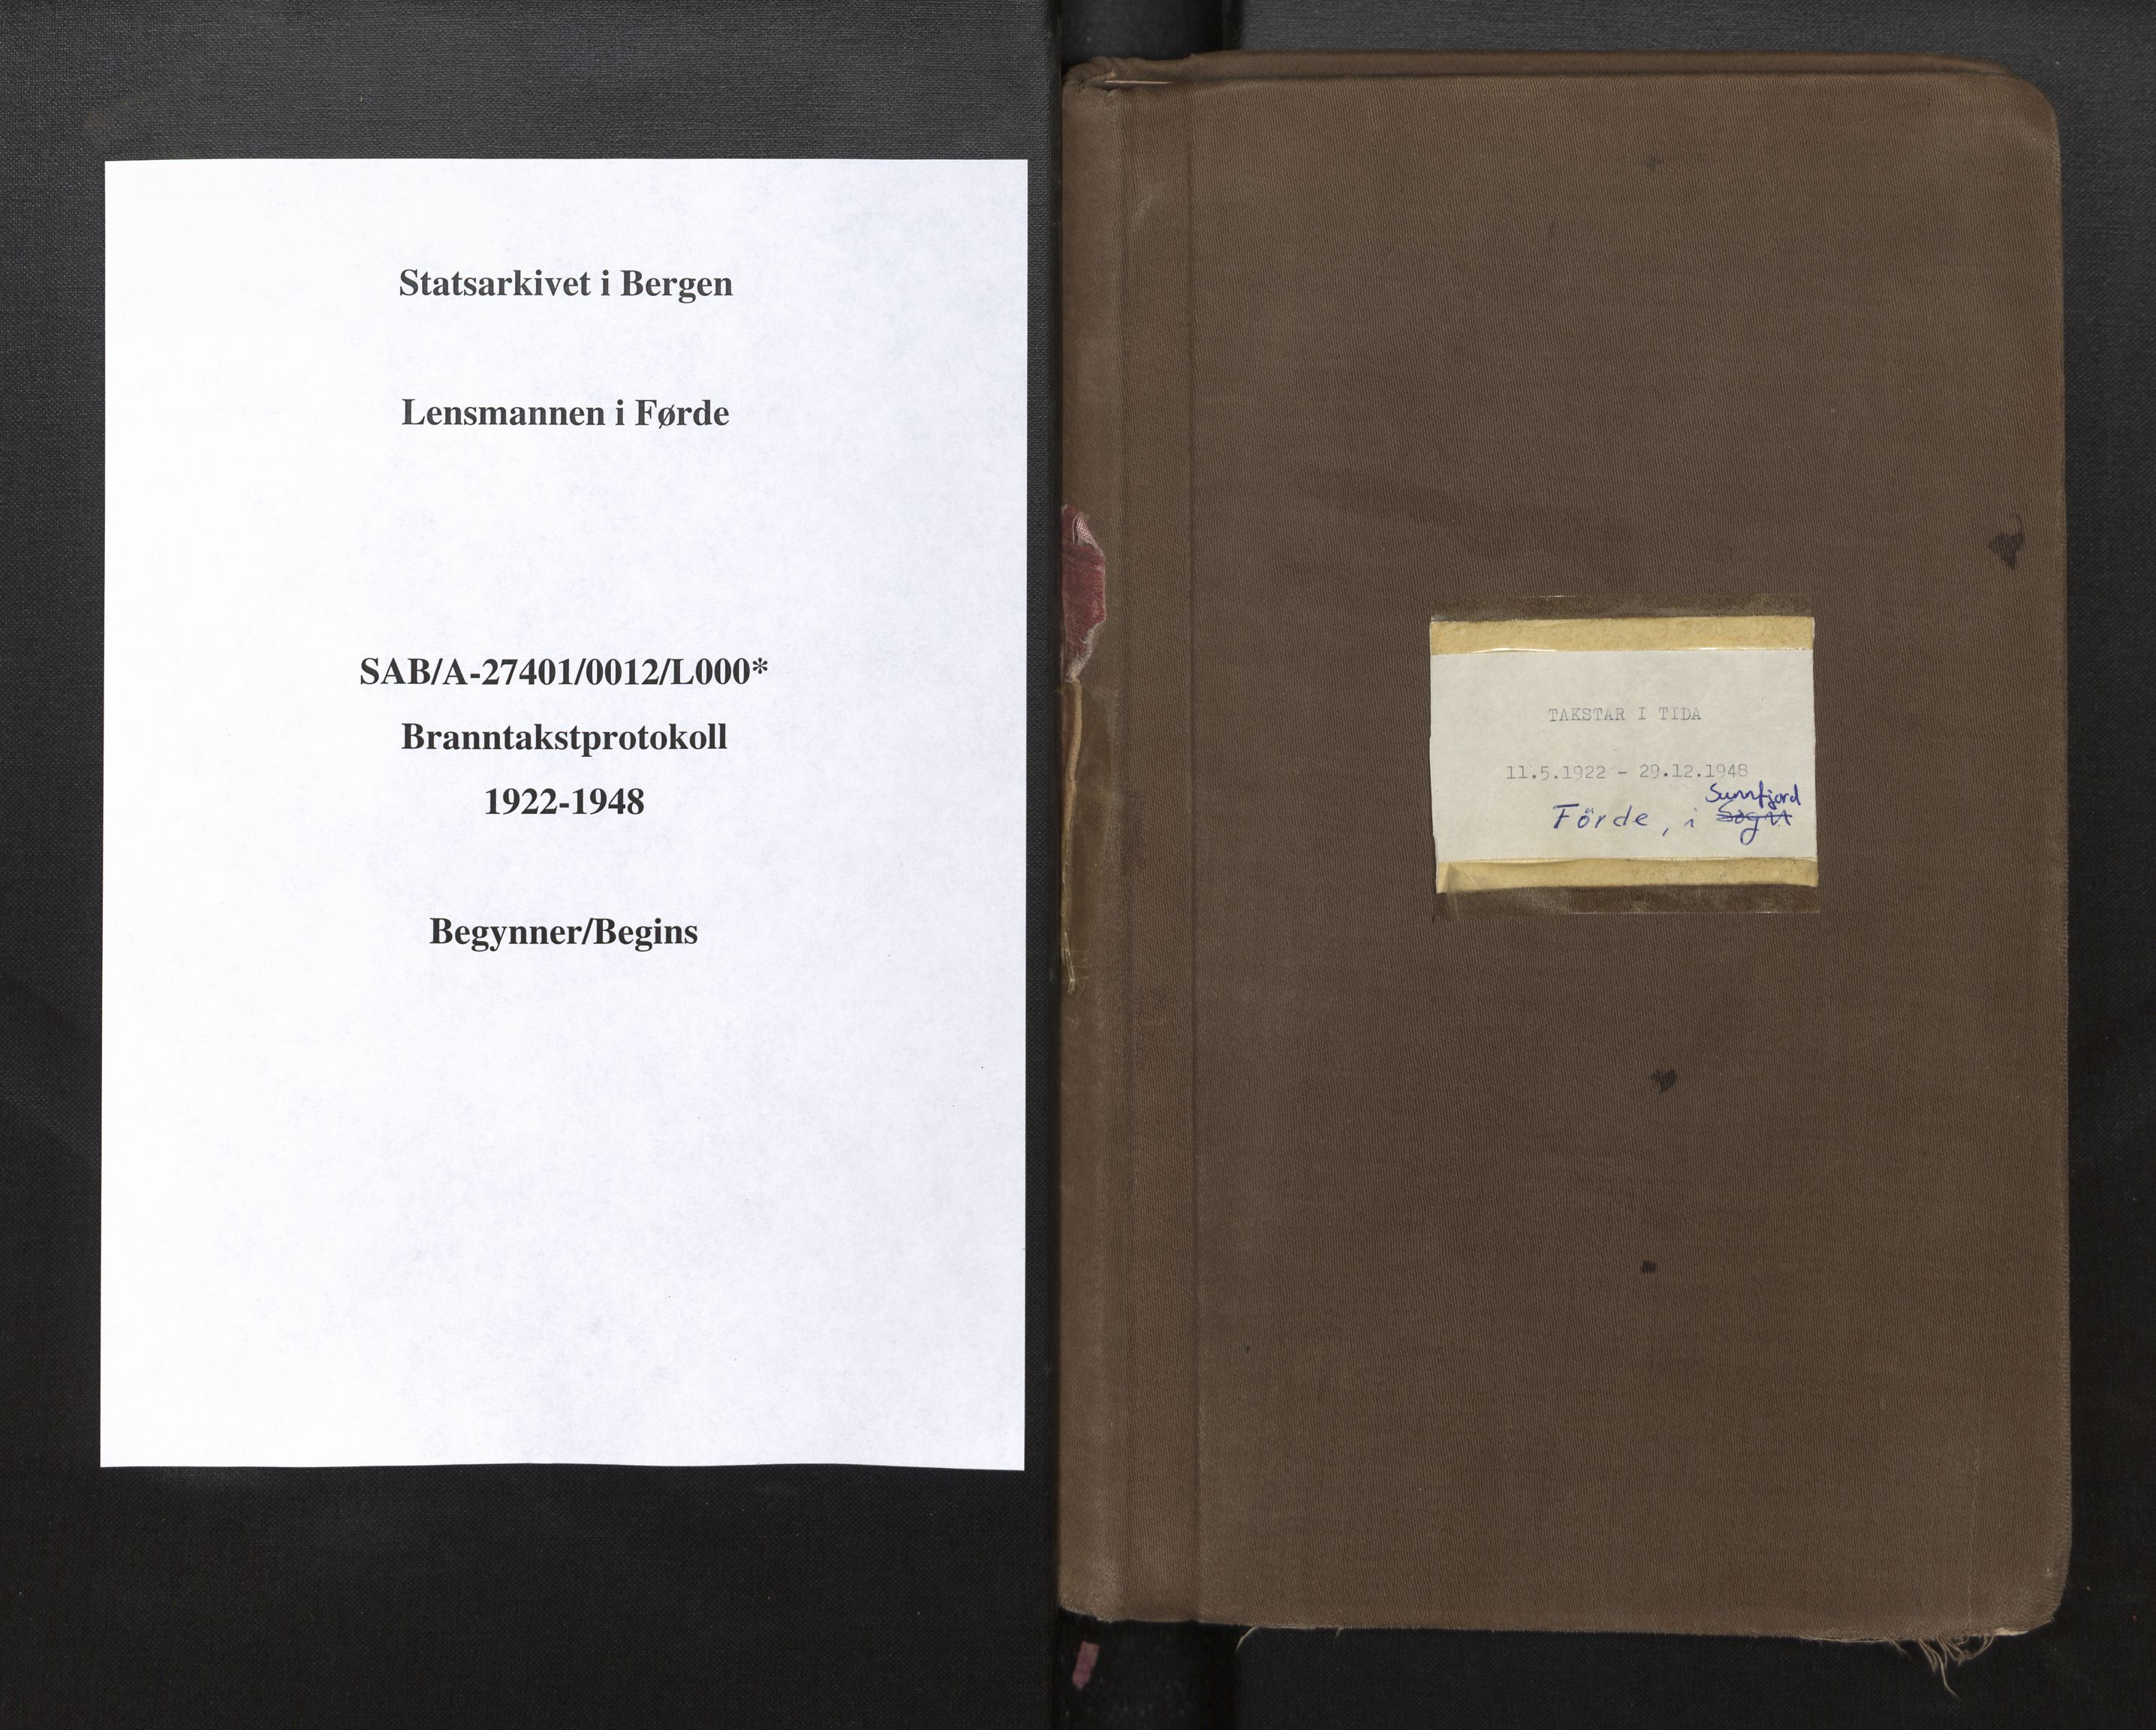 Statsarkivet i Bergen
Lensmannen i Førde
SAB/A-27401/0012/L000*
Branntakstprotokoll
1922-1948
Begynner/Begins
TAKSTAR I TIDA
11.5.1922 - 29.12.1948
Sunnfjord
Förde, i Sogn